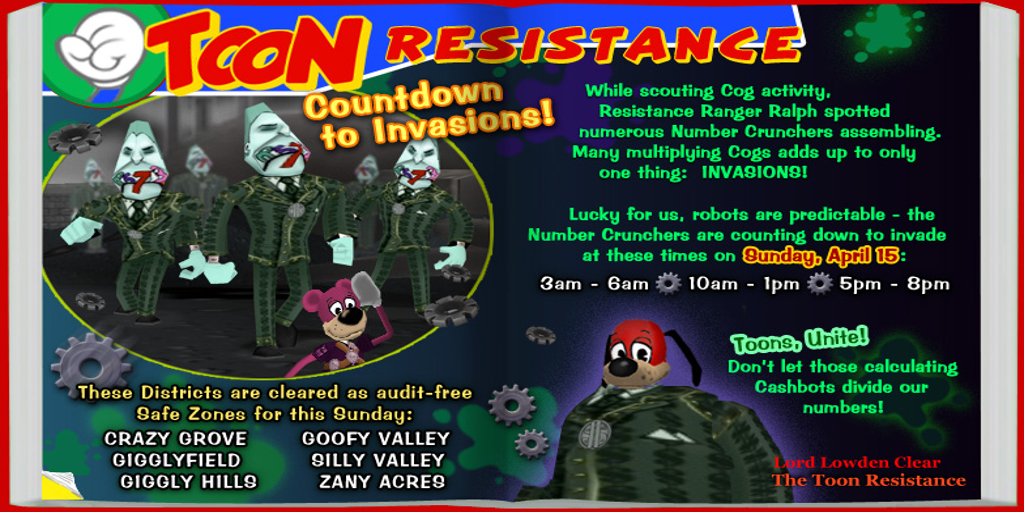 TOON RESISTANCE
Countdown
to Invasions!
These Districts are cleared as audit-free
Safe Zones for this Sunday:
CRAZY GROVE
GIGGLYFIELD
GIGGLY HILLS
GOOFY VALLEY
SILLY VALLEY
ZANY ACRES
While scouting Cog activity,
Resistance Ranger Ralph spotted
numerous Number Crunchers assembling.
Many multiplying Cogs adds up to only
one thing: INVASIONS!
Lucky for us, robots are predictable - the
Number Crunchers are counting down to invade
at these times on Sunday, April 15:
3am - 6am 10am - 1pm 5pm - 8pm
Toons, Unite!
Don't let those calculating
Cashbots divide our
numbers!
Lord Lowden Clear
The Toon Resistance